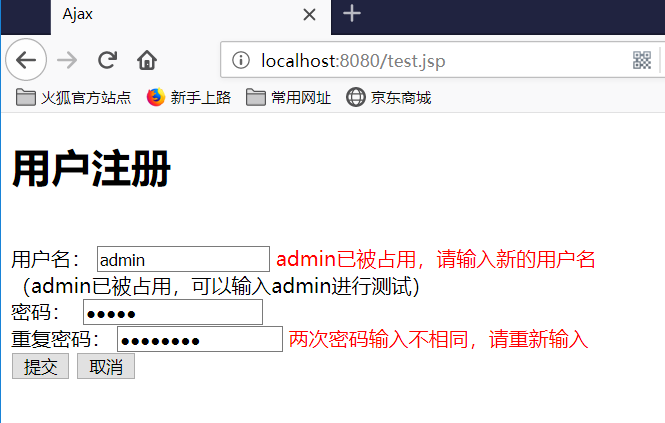 Ajax
localhost:8080/test.jsp
火狐官方站点 新手上路 常用网址 京东商城
用户注册
用户名： admin admin已被占用，请输入新的用户名
（admin已被占用，可以输入admin进行测试）
密码： •••••
重复密码： •••••••• 两次密码输入不相同，请重新输入
提交 取消